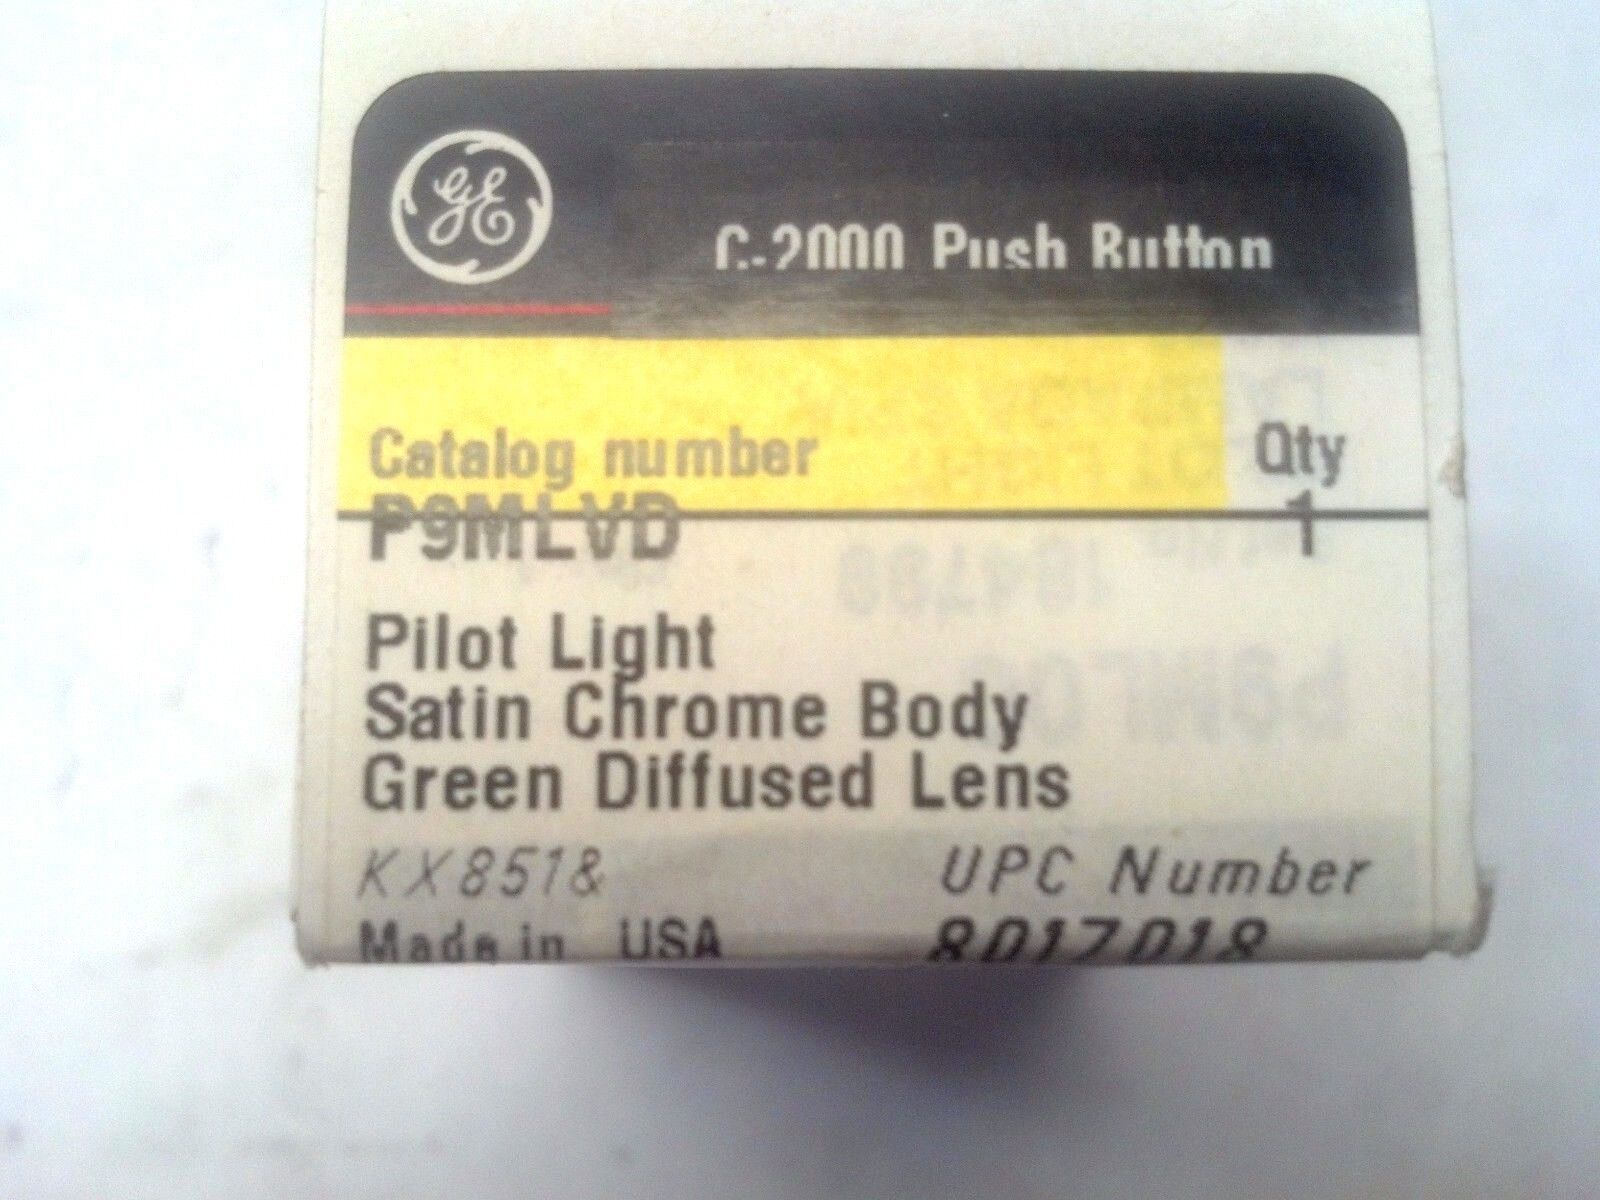 GE
C-2000 Push Button
Catalog number Qty
P9MLVD 1
Pilot Light
Satin Chrome Body
Green Diffused Lens
KX851& UPC Number
Made in USA 8017018